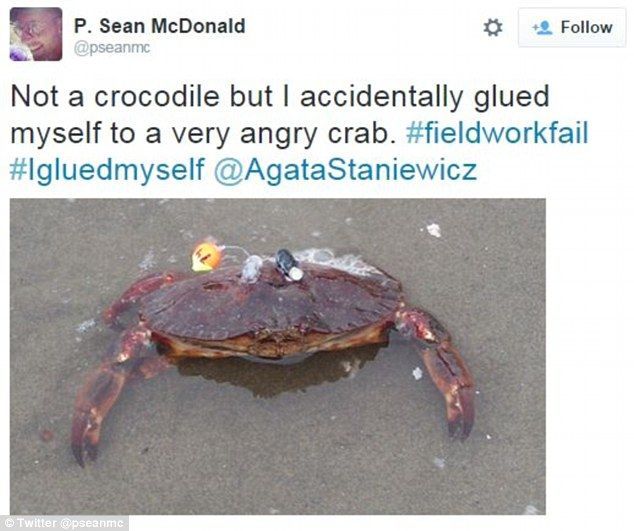 P. Sean McDonald
@pseanmc
Follow
Not a crocodile but I accidentally glued
myself to a very angry crab. #fieldworkfail
#Igluedmyself @AgataStaniewicz
© Twitter @pseanmc